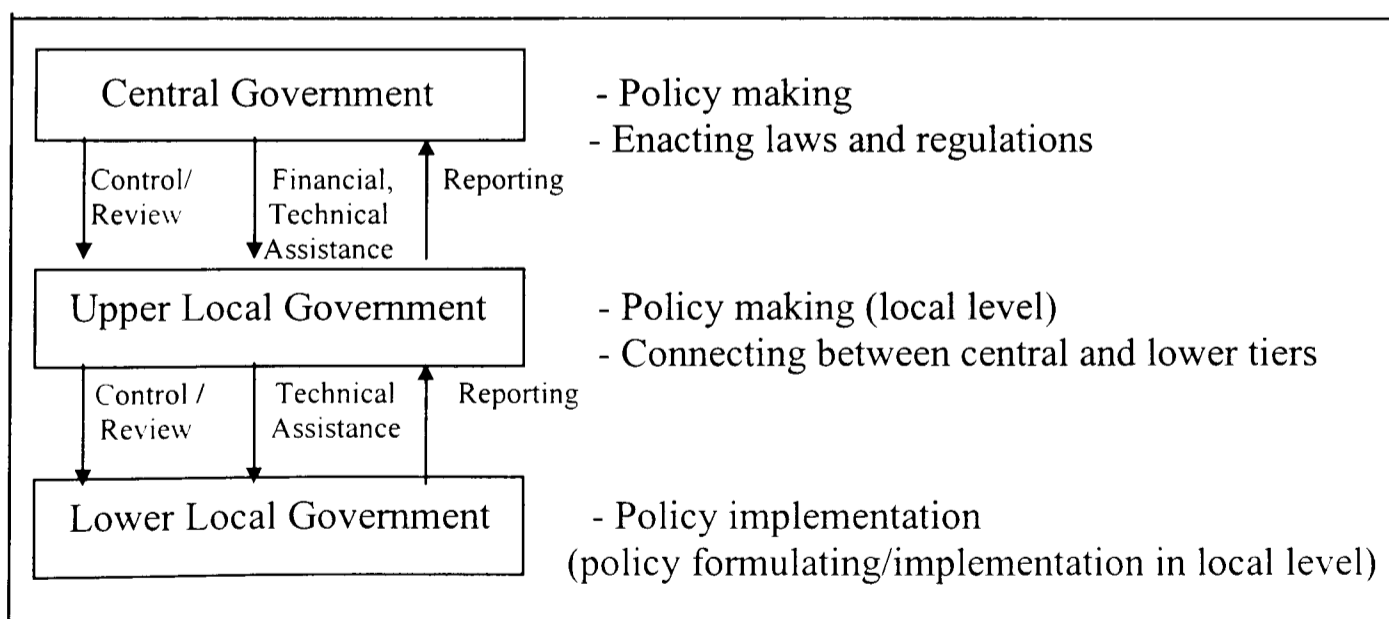 Central Government
- Policy making
- Enacting laws and regulations
Control/
Review
Financial,
Technical
Assistance
Reporting
Upper Local Government
- Policy making (local level)
- Connecting between central and lower tiers
Control /
Review
Technical
Assistance
Reporting
Lower Local Government
- Policy implementation
(policy formulating/implementation in local level)